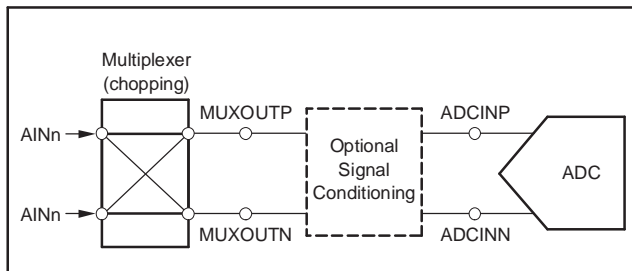 Multiplexer
(chopping)
AINn
MUXOUTP
ADCINP
Optional
Signal
Conditioning
ADC
AINn
MUXOUTN
ADCINN